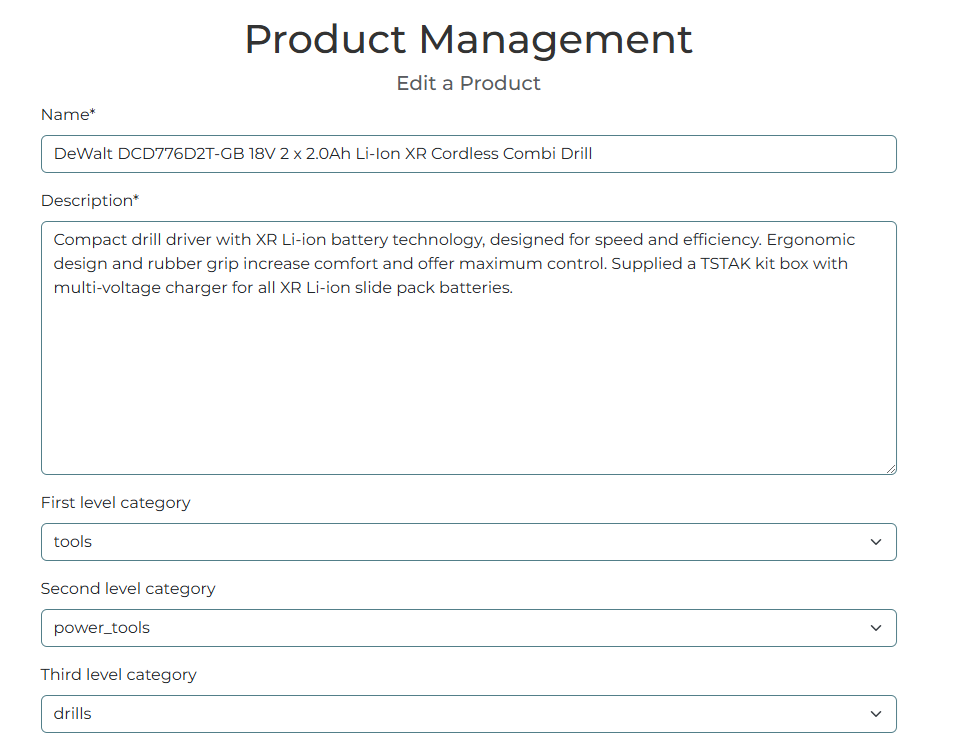 Product Management
Edit a Product
Name*
DeWalt DCD776D2T-GB 18V 2 x 2.0Ah Li-Ion XR Cordless Combi Drill
Description*
Compact drill driver with XR Li-ion battery technology, designed for speed and efficiency. Ergonomic
design and rubber grip increase comfort and offer maximum control. Supplied a TSTAK kit box with
multi-voltage charger for all XR Li-ion slide pack batteries.
First level category
tools
Second level category
power_tools
Third level category
drills